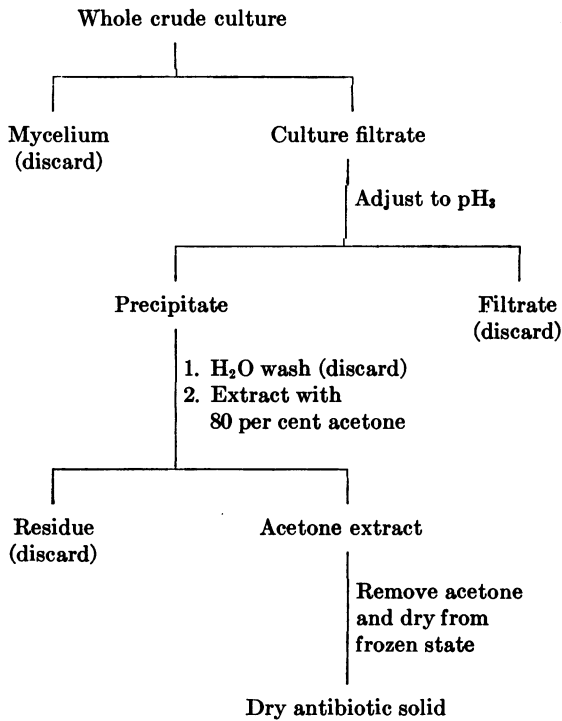 Whole crude culture
Mycelium
(discard)
Culture filtrate
Adjust to pH₃
Precipitate
Filtrate
(discard)
1. H₂O wash (discard)
2. Extract with
80 per cent acetone
Residue
(discard)
Acetone extract
Remove acetone
and dry from
frozen state
Dry antibiotic solid